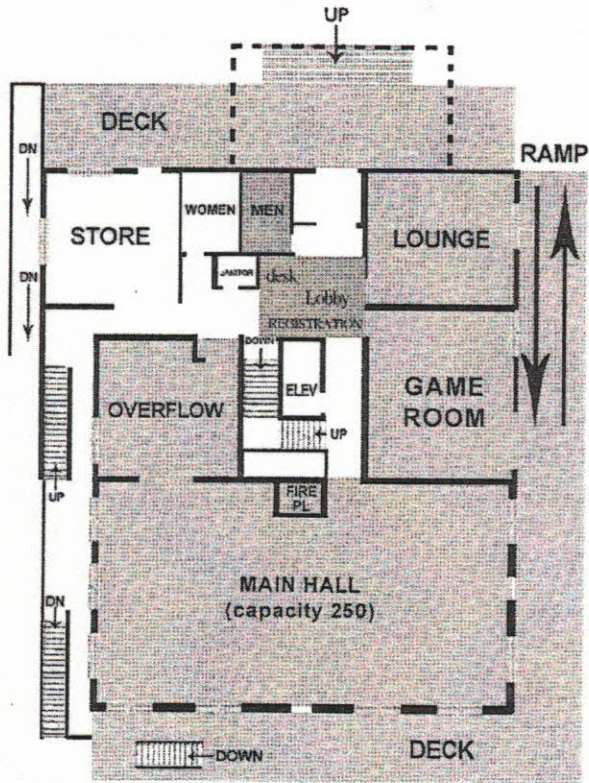 UP
DECK
RAMP
DN
WOMEN
MEN
STORE
LOUNGE
JANITOR
desk
DN
Lobby
REGISTRATION
DOWN
ELEV
GAME
ROOM
OVERFLOW
UP
UP
FIRE
PL
MAIN HALL
(capacity 250)
DN
DOWN
DECK